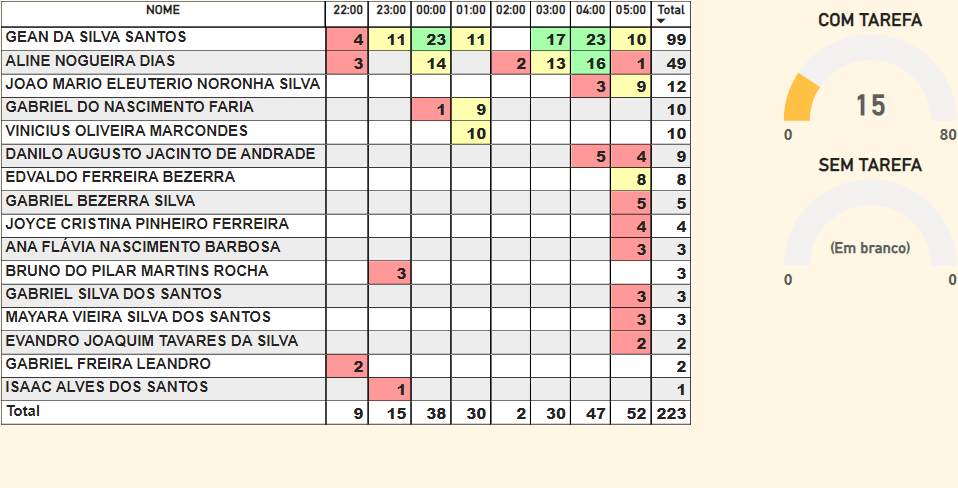 NOME 22:00 23:00 00:00 01:00 02:00 03:00 04:00 05:00 Total
GEAN DA SILVA SANTOS 4 11 23 11 17 23 10 99
ALINE NOGUEIRA DIAS 3 14 2 13 16 1 49
JOAO MARIO ELEUTERIO NORONHA SILVA 3 9 12
GABRIEL DO NASCIMENTO FARIA 1 9 10
VINICIUS OLIVEIRA MARCONDES 10 10
DANILO AUGUSTO JACINTO DE ANDRADE 5 4 9
EDVALDO FERREIRA BEZERRA 8 8
GABRIEL BEZERRA SILVA 5 5
JOYCE CRISTINA PINHEIRO FERREIRA 4 4
ANA FLÁVIA NASCIMENTO BARBOSA 3 3
BRUNO DO PILAR MARTINS ROCHA 3 3
GABRIEL SILVA DOS SANTOS 3 3
MAYARA VIEIRA SILVA DOS SANTOS 3 3
EVANDRO JOAQUIM TAVARES DA SILVA 2 2
GABRIEL FREIRA LEANDRO 2 2
ISAAC ALVES DOS SANTOS 1 1
Total 9 15 38 30 2 30 47 52 223
COM TAREFA
15
0 80
SEM TAREFA
(Em branco)
0 0